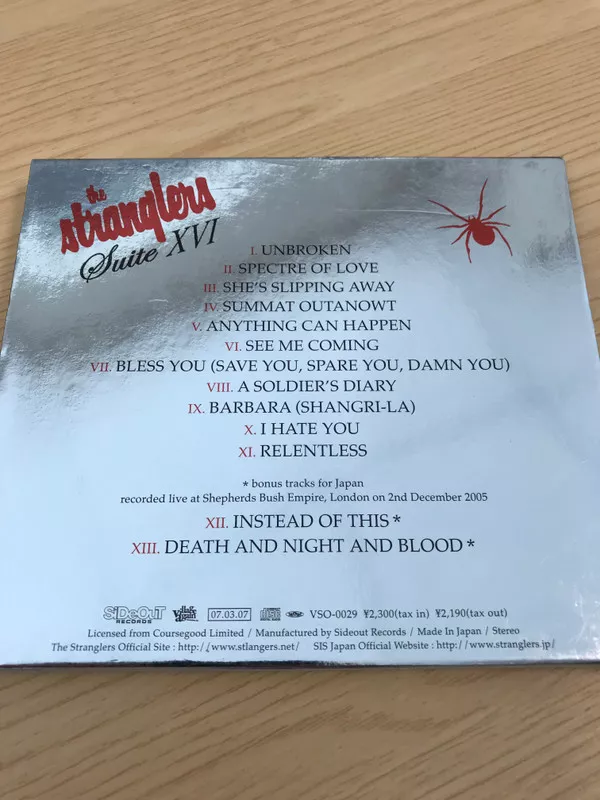 the
stranglers
Suite XVI
I. UNBROKEN
II. SPECTRE OF LOVE
III. SHE'S SLIPPING AWAY
IV. SUMMAT OUTANOWT
V. ANYTHING CAN HAPPEN
VI. SEE ME COMING
VII. BLESS YOU (SAVE YOU, SPARE YOU, DAMN YOU)
VIII. A SOLDIER'S DIARY
IX. BARBARA (SHANGRI-LA)
X. I HATE YOU
XI. RELENTLESS
* bonus tracks for Japan
recorded live at Shepherds Bush Empire, London on 2nd December 2005
XII. INSTEAD OF THIS *
XIII. DEATH AND NIGHT AND BLOOD *
SiDeOuT RECORDS 07.03.07 VSO-0029 ¥2,300(tax in) ¥2,190(tax out)
Licensed from Coursegood Limited / Manufactured by Sideout Records / Made In Japan / Stereo
The Stranglers Official Site : http://www.stlangers.net/ SIS Japan Official Website : http://www.stranglers.jp/